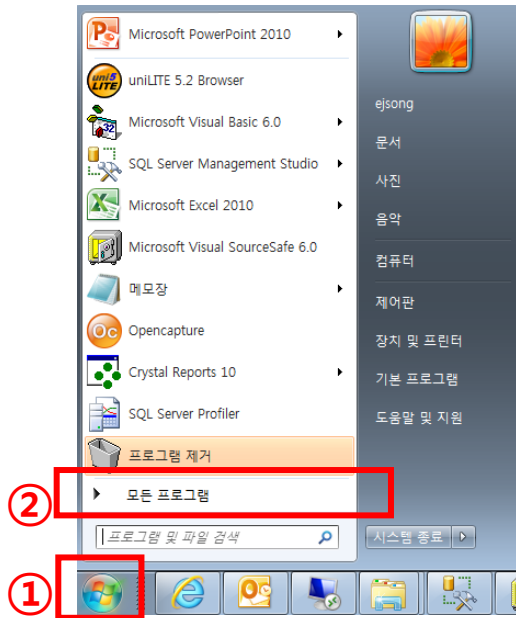 Microsoft PowerPoint 2010
uniLITE 5.2 Browser
Microsoft Visual Basic 6.0
SQL Server Management Studio
Microsoft Excel 2010
Microsoft Visual SourceSafe 6.0
메모장
Opencapture
Crystal Reports 10
SQL Server Profiler
프로그램 제거
② 모든 프로그램
프로그램 및 파일 검색
ejsong
문서
사진
음악
컴퓨터
제어판
장치 및 프린터
기본 프로그램
도움말 및 지원
시스템 종료
①